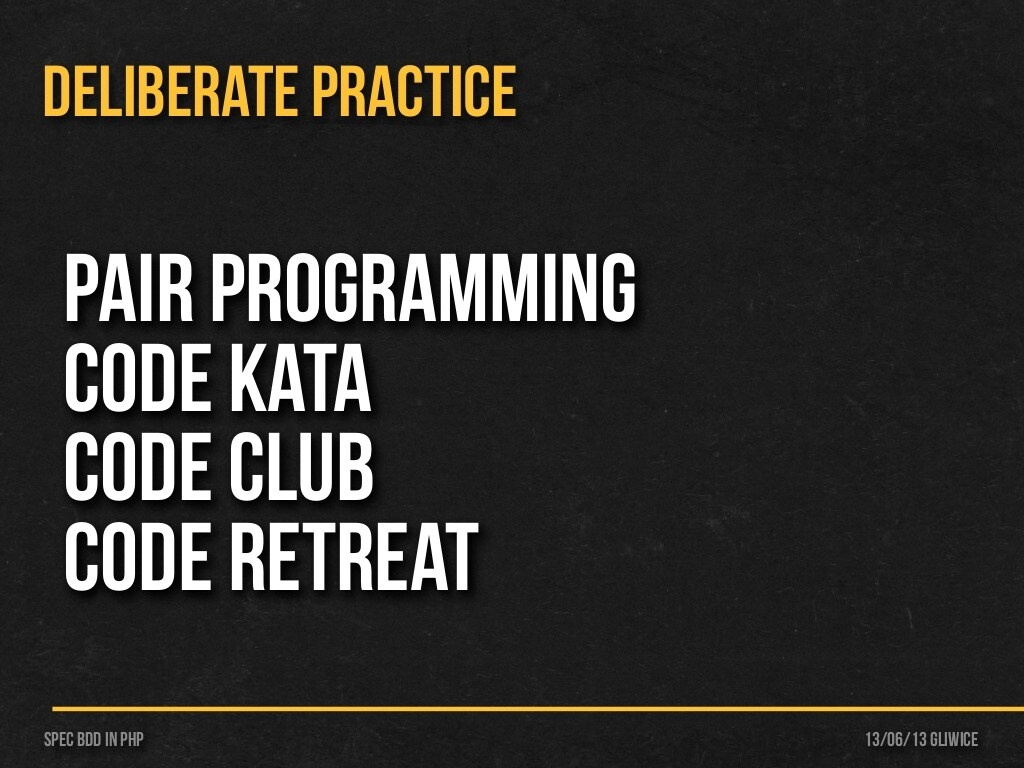 DELIBERATE PRACTICE
PAIR PROGRAMMING
CODE KATA
CODE CLUB
CODE RETREAT
SPEC BDD IN PHP
13/06/13 GLIWICE